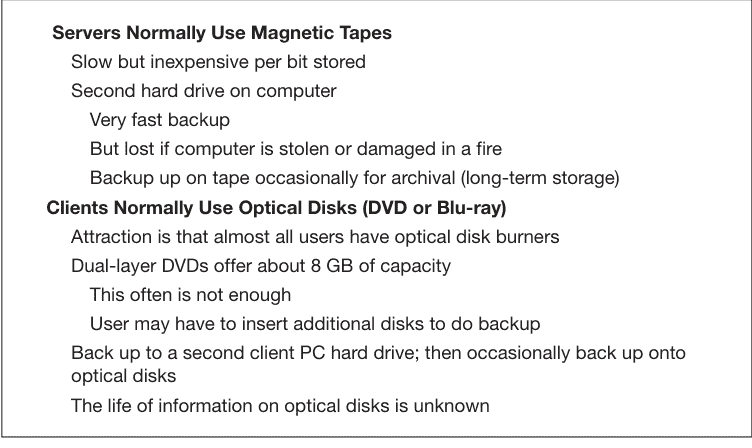 Servers Normally Use Magnetic Tapes
Slow but inexpensive per bit stored
Second hard drive on computer
Very fast backup
But lost if computer is stolen or damaged in a fire
Backup up on tape occasionally for archival (long-term storage)
Clients Normally Use Optical Disks (DVD or Blu-ray)
Attraction is that almost all users have optical disk burners
Dual-layer DVDs offer about 8 GB of capacity
This often is not enough
User may have to insert additional disks to do backup
Back up to a second client PC hard drive; then occasionally back up onto
optical disks
The life of information on optical disks is unknown